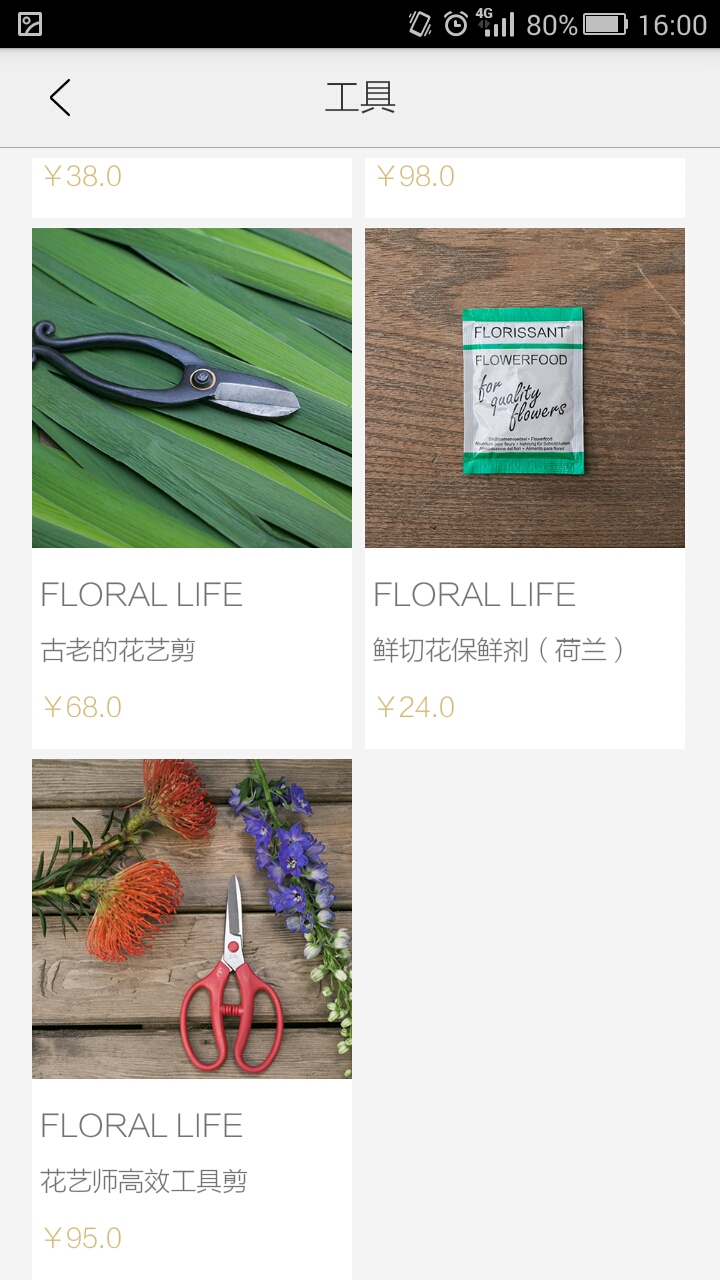 4G 80% 16:00
工具
￥38.0
￥98.0
FLORISSANT
FLOWERFOOD
for
quality
flowers
FLORAL LIFE
古老的花艺剪
￥68.0
FLORAL LIFE
鲜切花保鲜剂（荷兰）
￥24.0
FLORAL LIFE
花艺师高效工具剪
￥95.0